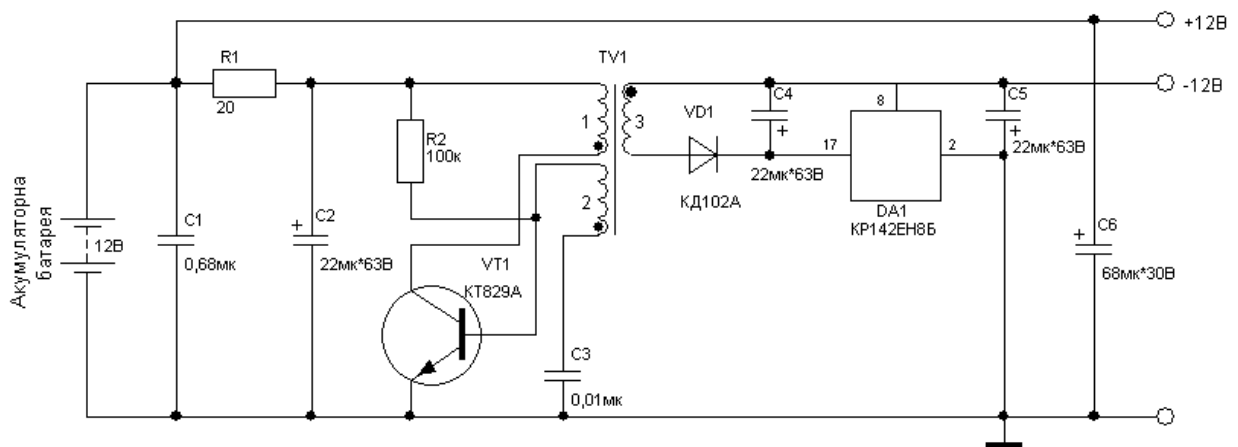 +12В
R1
20
TV1
-12В
1
3
VD1
C4
+
8
C5
+
R2
100к
17
2
22мк*63В
22мк*63В
КД102А
DA1
КР142ЕН8Б
2
Акумуляторна
батарея
12В
C1
0,68мк
+
C2
22мк*63В
VT1
КТ829А
+
C6
68мк*30В
C3
0,01мк